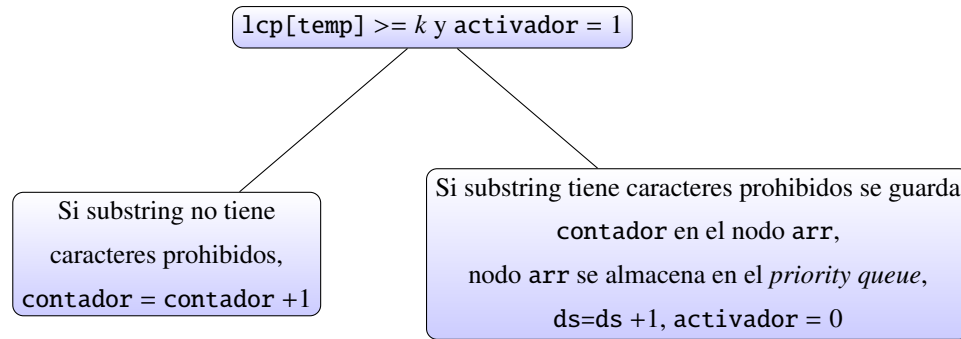 lcp[temp] >= k y activador = 1
Si substring no tiene
caracteres prohibidos,
contador = contador +1
Si substring tiene caracteres prohibidos se guarda
contador en el nodo arr,
nodo arr se almacena en el priority queue,
ds=ds +1, activador = 0